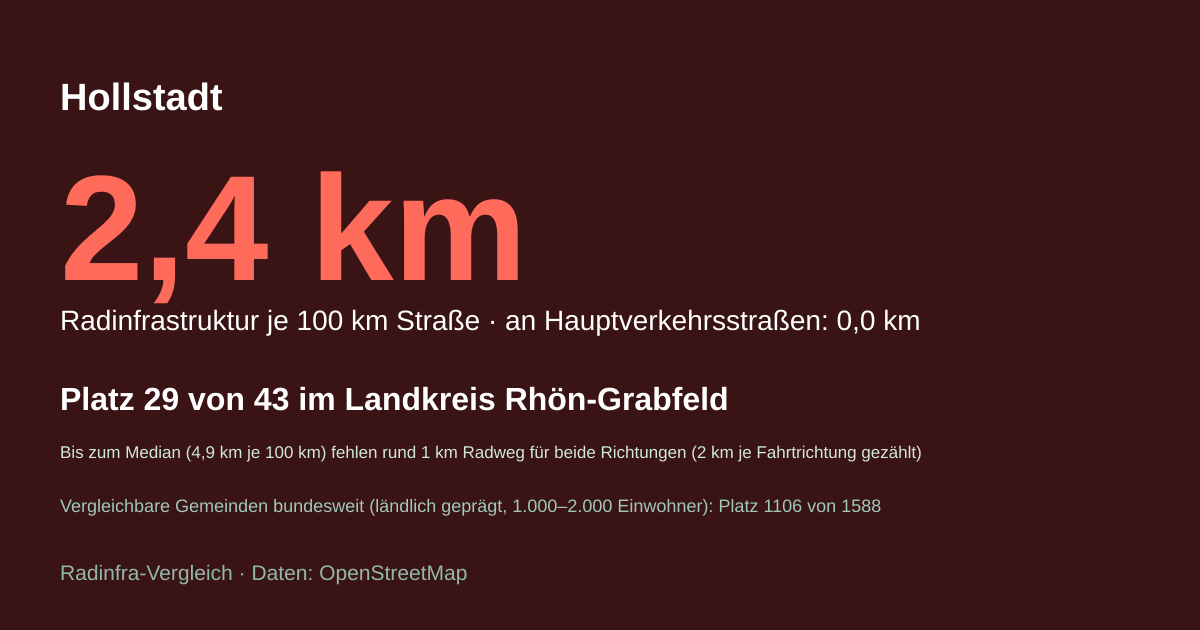 Hollstadt
2,4 km
Radinfrastruktur je 100 km Straße · an Hauptverkehrsstraßen: 0,0 km
Platz 29 von 43 im Landkreis Rhön-Grabfeld
Bis zum Median (4,9 km je 100 km) fehlen rund 1 km Radweg für beide Richtungen (2 km je Fahrtrichtung gezählt)
Vergleichbare Gemeinden bundesweit (ländlich geprägt, 1.000–2.000 Einwohner): Platz 1106 von 1588
Radinfra-Vergleich · Daten: OpenStreetMap